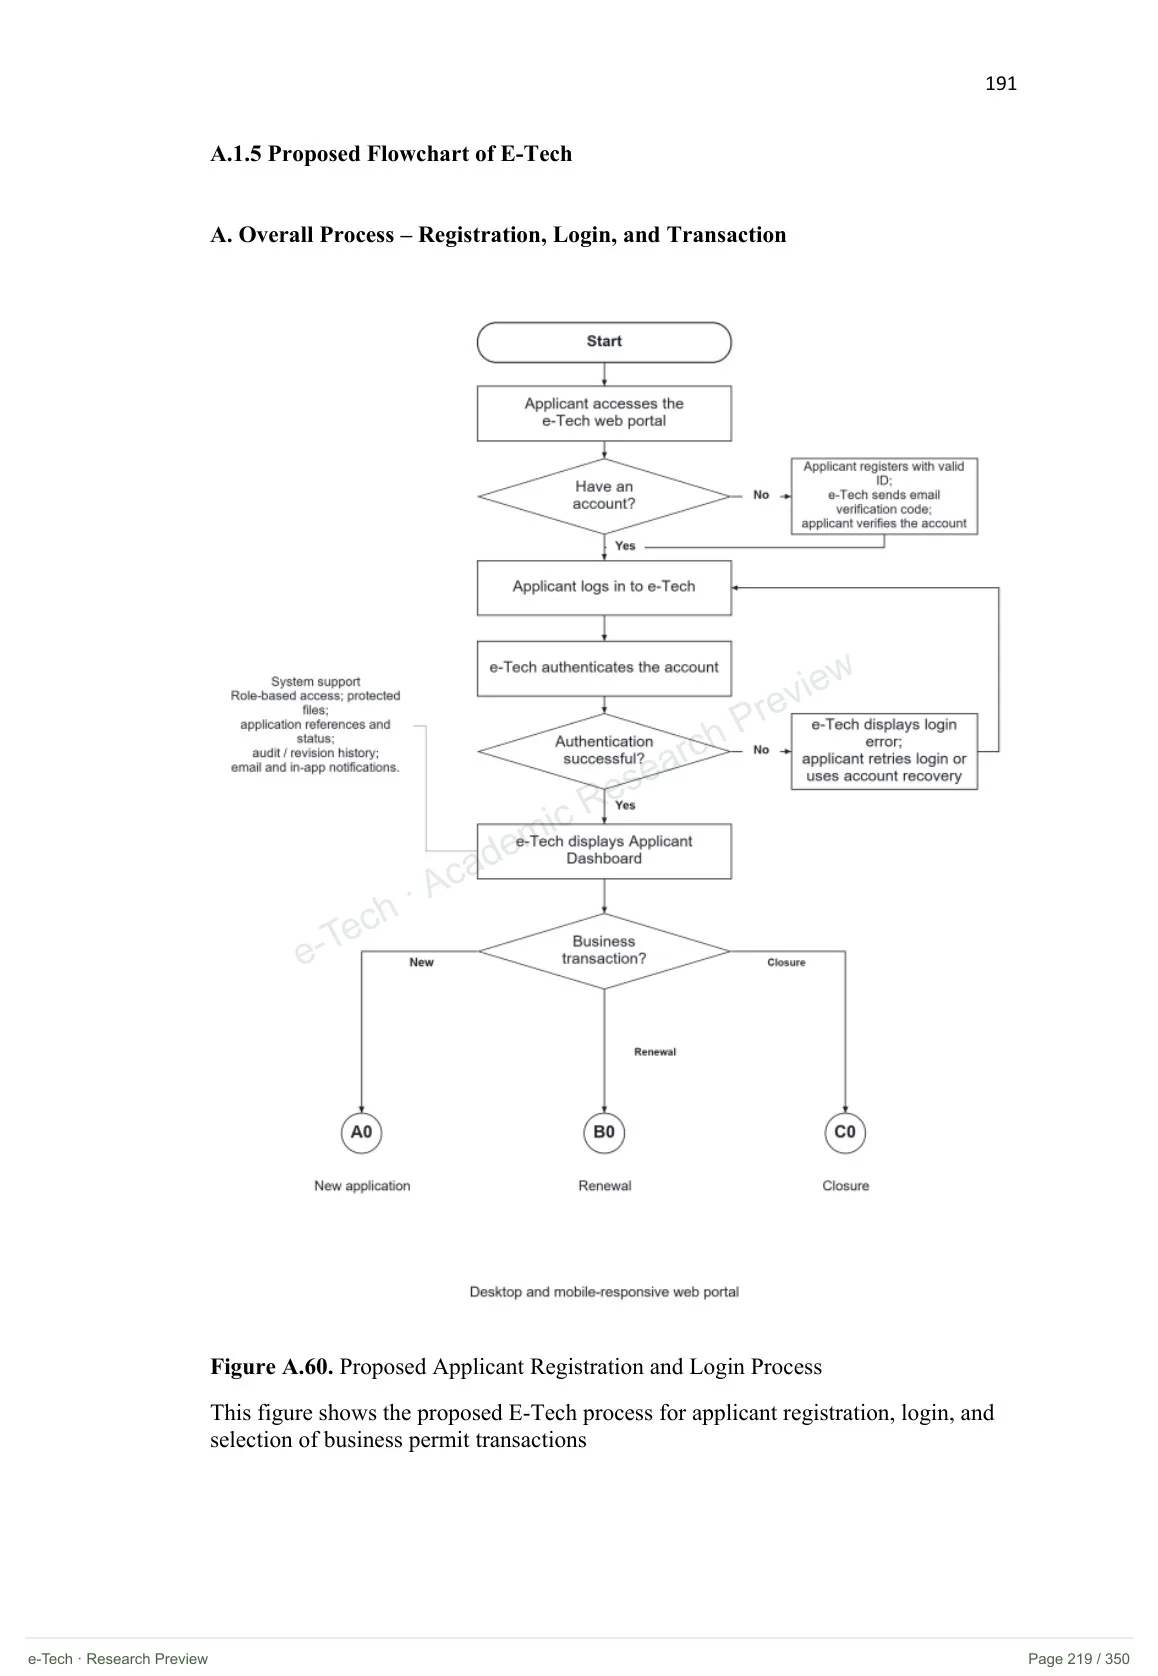 191
A.1.5 Proposed Flowchart of E-Tech
A. Overall Process – Registration, Login, and Transaction
Start
Applicant accesses the
e-Tech web portal
Have an
account?
No
Applicant registers with valid
ID;
e-Tech sends email
verification code;
applicant verifies the account
Yes
Applicant logs in to e-Tech
e-Tech authenticates the account
System support
Role-based access; protected
files;
application references and
status;
audit / revision history;
email and in-app notifications.
Authentication
successful?
No
e-Tech displays login
error;
applicant retries login or
uses account recovery
Yes
e-Tech displays Applicant
Dashboard
Business
transaction?
New
Closure
Renewal
A0
B0
C0
New application
Renewal
Closure
Desktop and mobile-responsive web portal
Figure A.60. Proposed Applicant Registration and Login Process
This figure shows the proposed E-Tech process for applicant registration, login, and
selection of business permit transactions
e-Tech · Academic Research Preview
e-Tech · Research Preview
Page 219 / 350